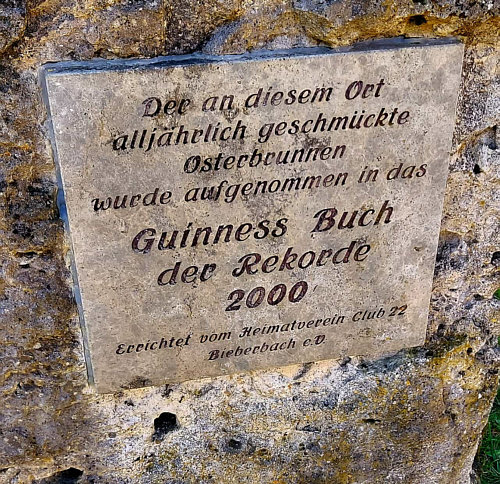 Der an diesem Ort
alljährlich geschmückte
Osterbrunnen
wurde aufgenommen in das
Guinness Buch
der Rekorde
2000
Errichtet vom Heimatverein Club 22
Bieberbach e.V